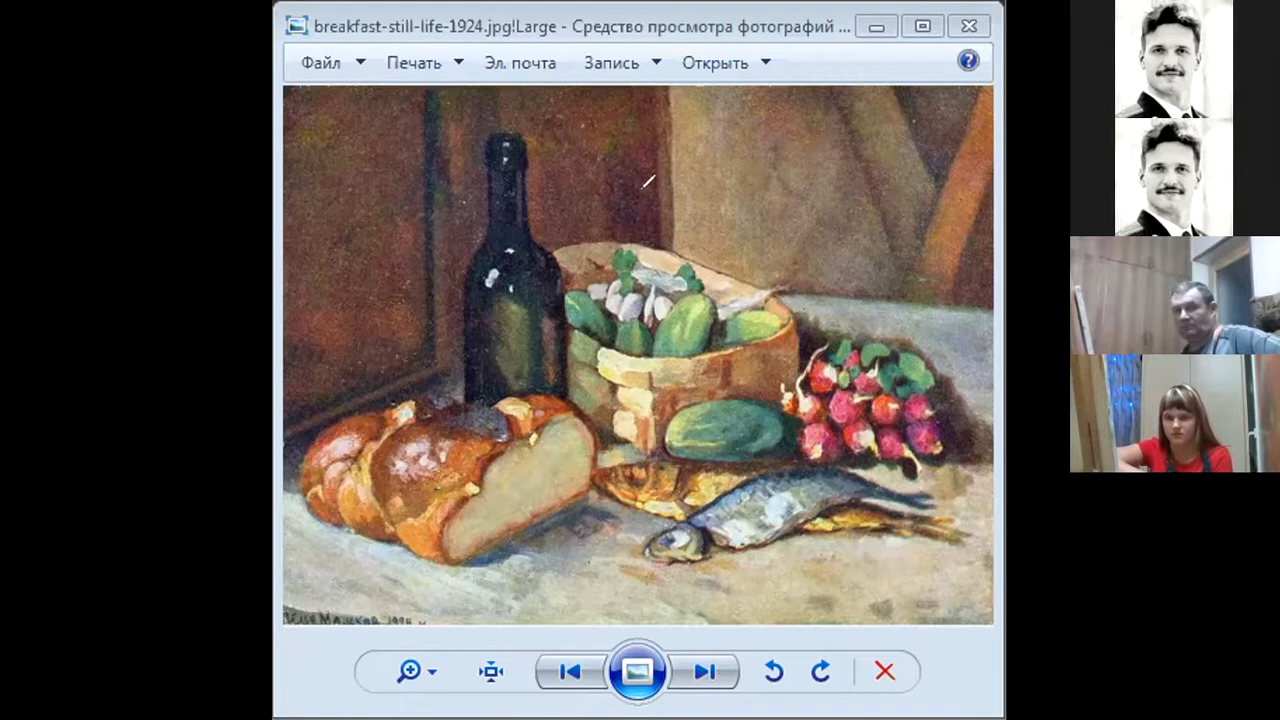 breakfast-still-life-1924.jpg!Large - Средство просмотра фотографий ...
Файл Печать Эл. почта Запись Открыть